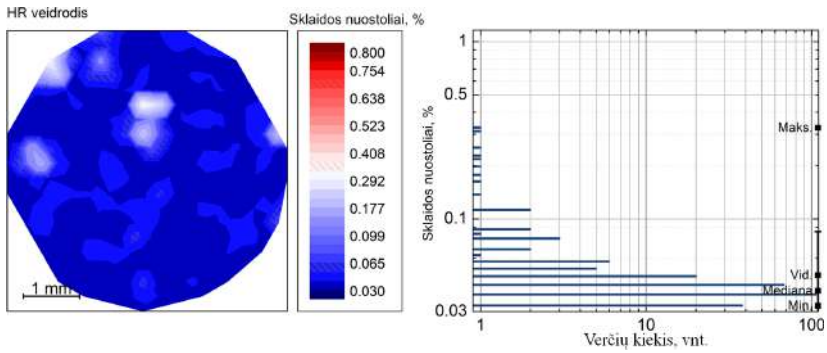 HR veidrodis
1 mm
Sklaidos nuostoliai, %
0.800
0.754
0.638
0.523
0.408
0.292
0.177
0.099
0.065
0.030
Sklaidos nuostoliai, %
1
0.5
0.1
0.03
Maks.
Vid.
Mediana
Min.
1
10
100
Verčių kiekis, vnt.